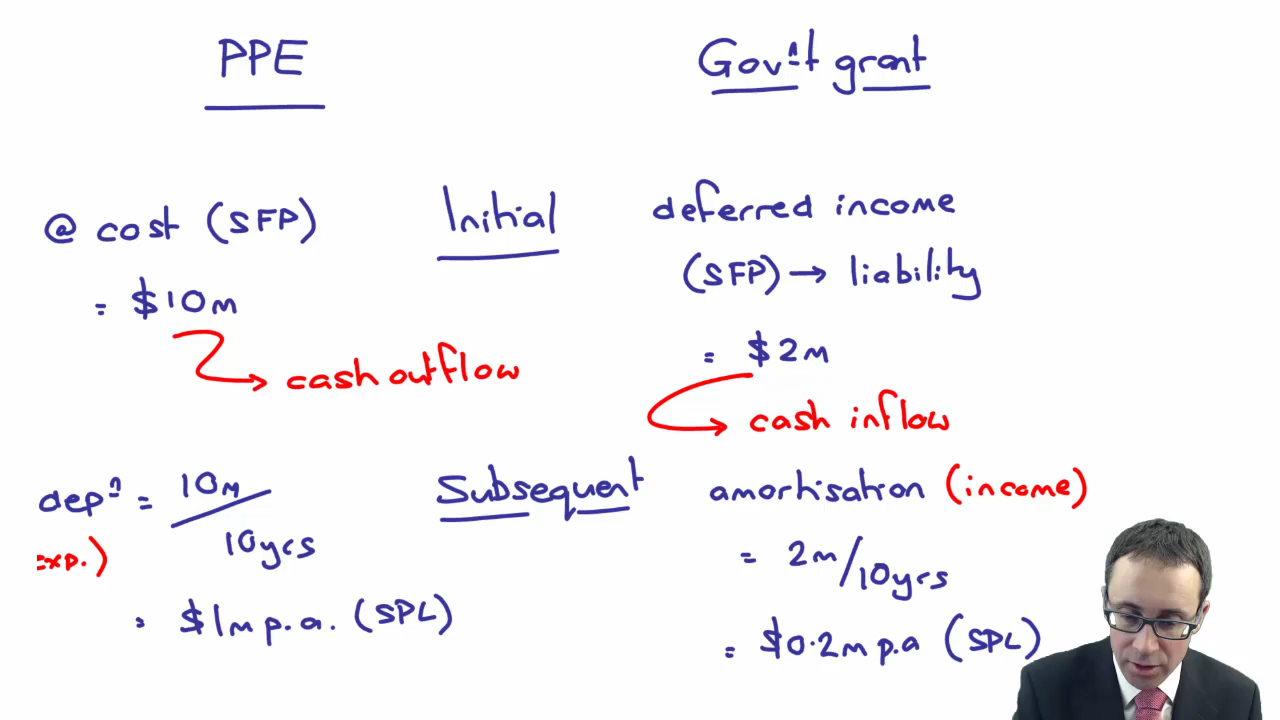 PPE
Gov^n't grant
@ cost (SFP)
= $10m
cash outflow
Initial
deferred income
(SFP) → liability
= $2m
cash inflow
dep^n = 10m / 10yrs
exp.)
= $1m p.a. (SPL)
Subsequent
amortisation (income)
= 2m/10yrs
= $0.2m p.a (SPL)